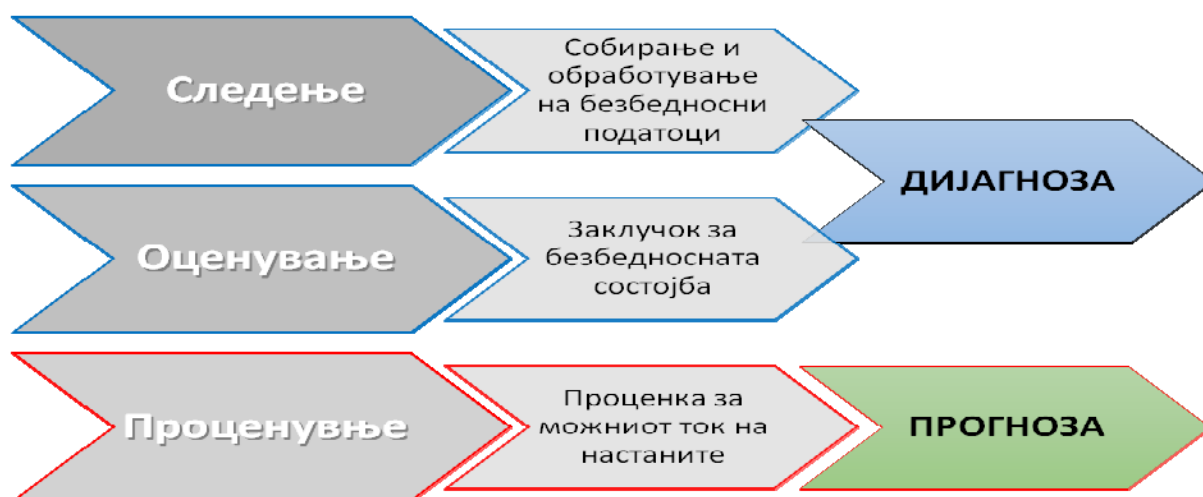 Следење
Собирање и
обработување
на безбедносни
податоци
ДИЈАГНОЗА
Оценување
Заклучок за
безбедносната
состојба
Проценувње
Проценка за
можниот ток на
настаните
ПРОГНОЗА